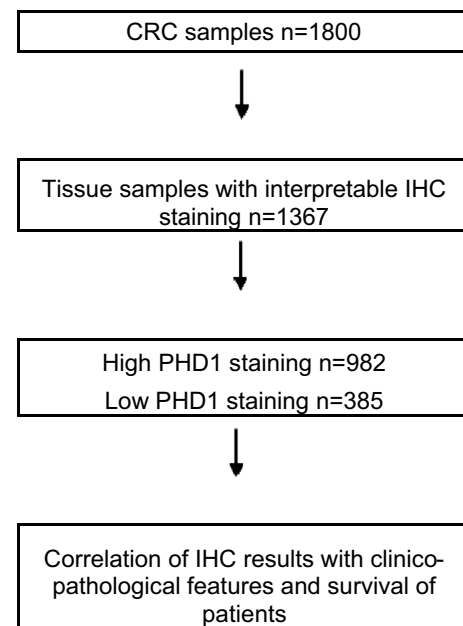 CRC samples n=1800
Tissue samples with interpretable IHC
staining n=1367
High PHD1 staining n=982
Low PHD1 staining n=385
Correlation of IHC results with clinico-
pathological features and survival of
patients